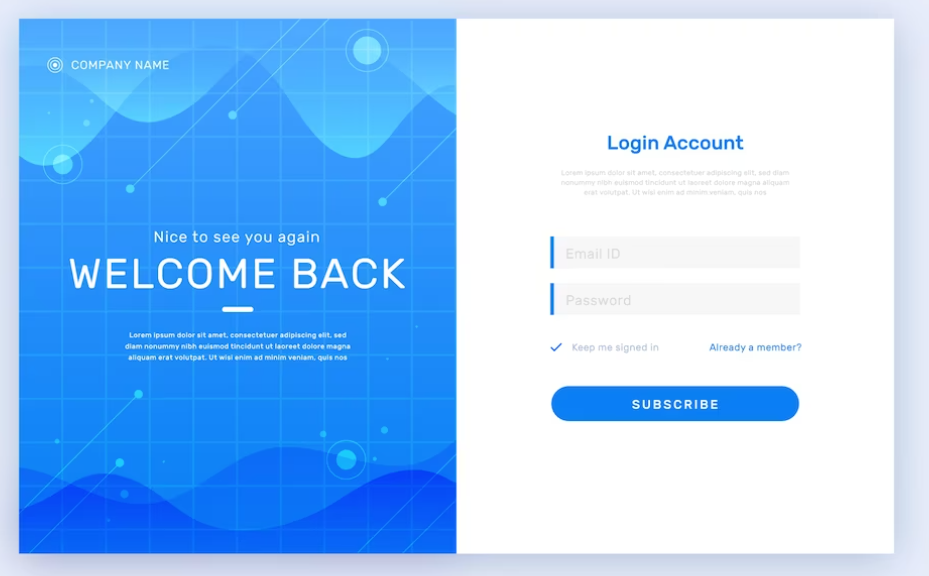 COMPANY NAME
Nice to see you again
WELCOME BACK
Lorem ipsum dolor sit amet, consectetuer adipiscing elit, sed
diam nonummy nibh euismod tincidunt ut laoreet dolore magna
aliquam erat volutpat. Ut wisi enim ad minim veniam, quis nos
Login Account
Lorem ipsum dolor sit amet, consectetuer adipiscing elit, sed diam
nonummy nibh euismod tincidunt ut laoreet dolore magna aliquam
erat volutpat. Ut wisi enim ad minim veniam, quis nos
Email ID
Password
Keep me signed in
Already a member?
SUBSCRIBE